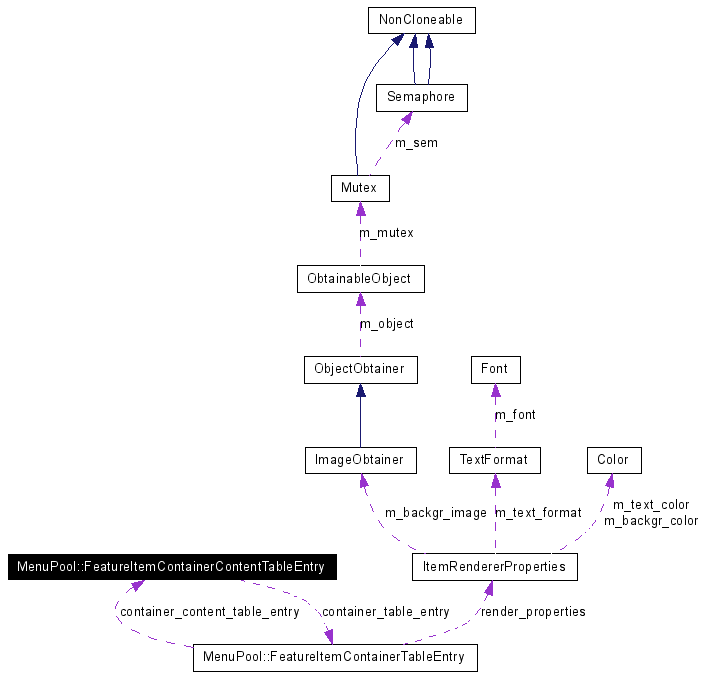 NonCloneable
Semaphore
m_sem
Mutex
m_mutex
ObtainableObject
m_object
ObjectObtainer
Font
m_font
ImageObtainer
TextFormat
Color
m_backgr_image
m_text_format
m_text_color
m_backgr_color
MenuPool::FeatureItemContainerContentTableEntry
ItemRendererProperties
container_content_table_entry
container_table_entry
render_properties
MenuPool::FeatureItemContainerTableEntry